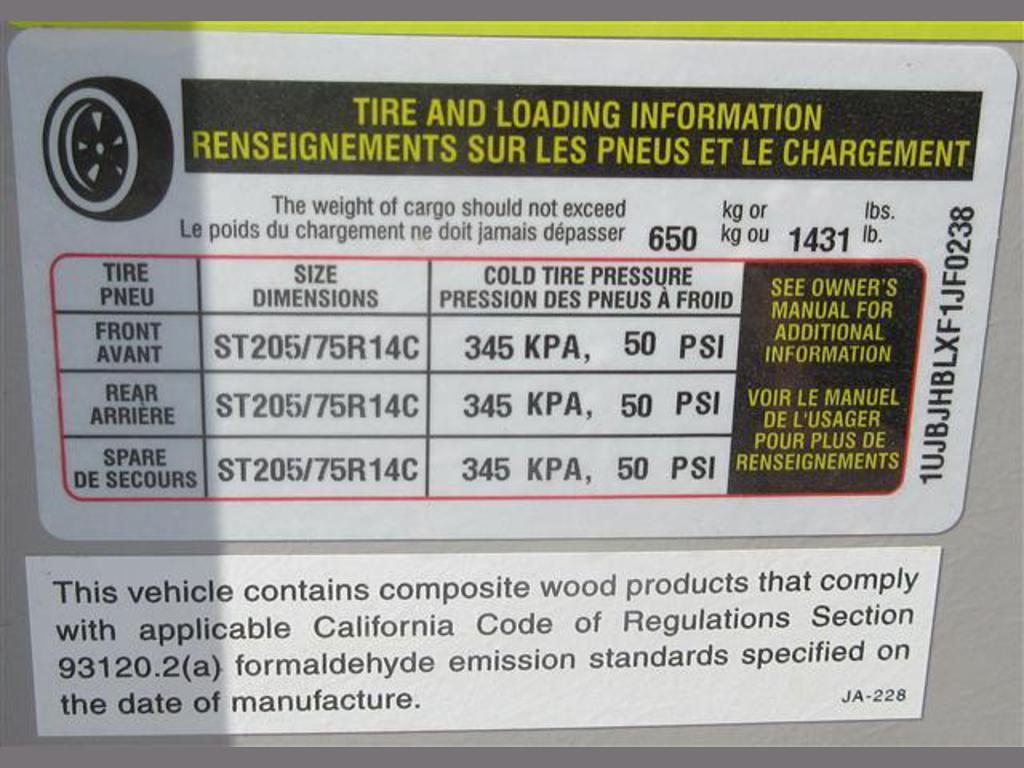 TIRE AND LOADING INFORMATION
RENSEIGNEMENTS SUR LES PNEUS ET LE CHARGEMENT
The weight of cargo should not exceed 650 kg or 1431 lbs.
Le poids du chargement ne doit jamais dépasser kg ou lb.
TIRE PNEU SIZE DIMENSIONS COLD TIRE PRESSURE PRESSION DES PNEUS À FROID
FRONT AVANT ST205/75R14C 345 KPA, 50 PSI
REAR ARRIÈRE ST205/75R14C 345 KPA, 50 PSI
SPARE DE SECOURS ST205/75R14C 345 KPA, 50 PSI
SEE OWNER'S
MANUAL FOR
ADDITIONAL
INFORMATION
VOIR LE MANUEL
DE L'USAGER
POUR PLUS DE
RENSEIGNEMENTS
1UJBJHBLXF1JF0238
This vehicle contains composite wood products that comply
with applicable California Code of Regulations Section
93120.2(a) formaldehyde emission standards specified on
the date of manufacture.
JA-228